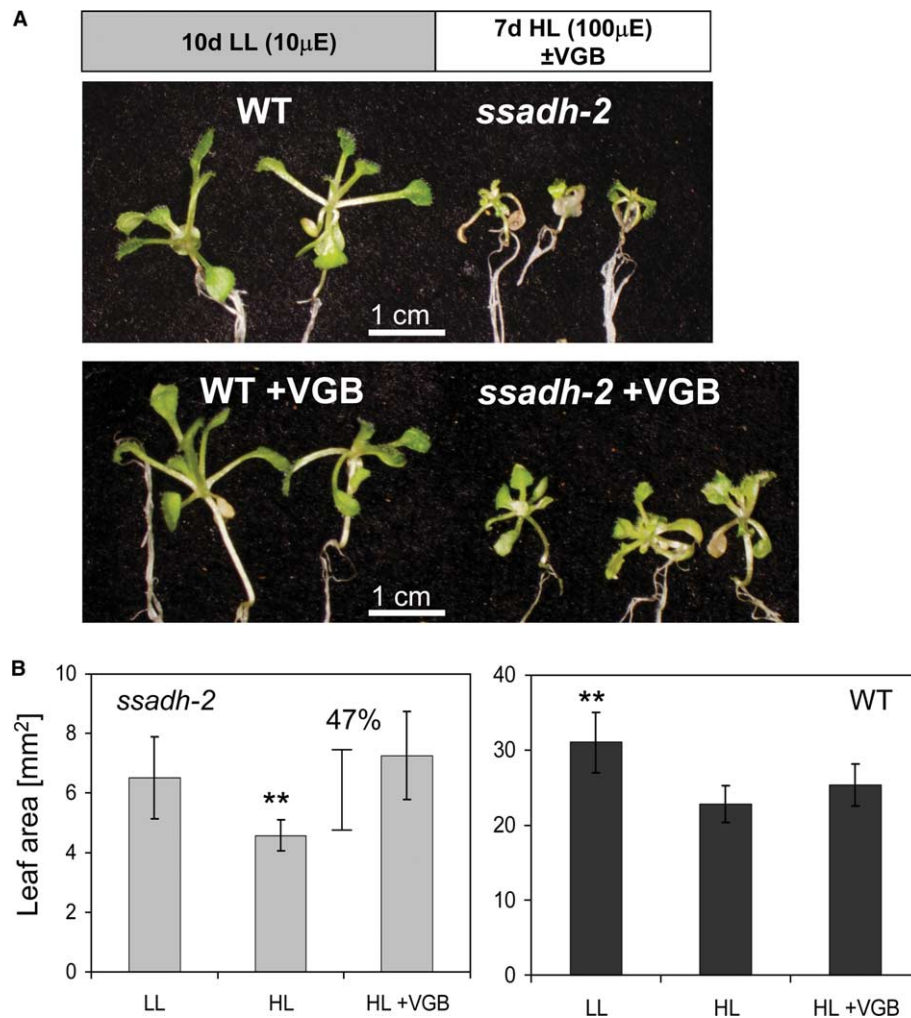 A
10d LL (10µE)
7d HL (100µE)
±VGB
WT
ssadh-2
1 cm
WT +VGB
ssadh-2 +VGB
1 cm
B
Leaf area [mm²]
10
8
6
4
2
0
ssadh-2
**
47%
LL
HL
HL +VGB
40
30
20
10
0
**
WT
LL
HL
HL +VGB